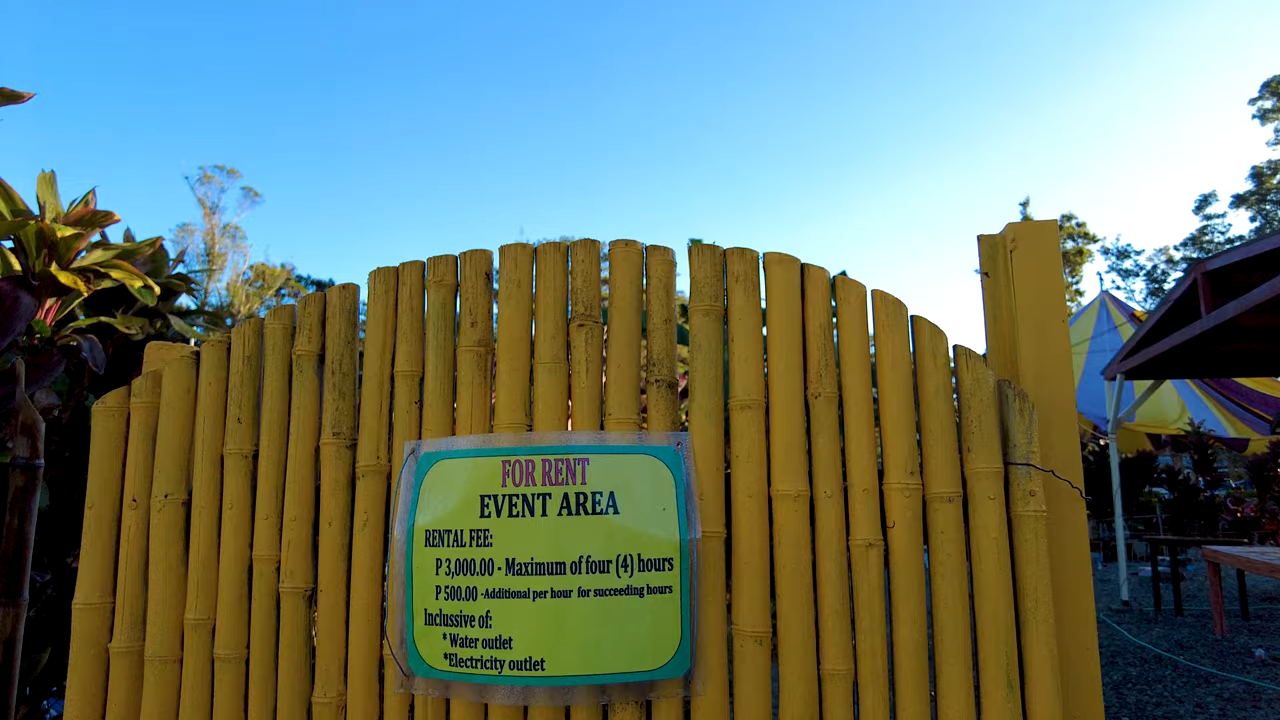 FOR RENT
EVENT AREA
RENTAL FEE:
P 3,000.00 - Maximum of four (4) hours
P 500.00 -Additional per hour for succeeding hours
Inclussive of:
* Water outlet
*Electricity outlet